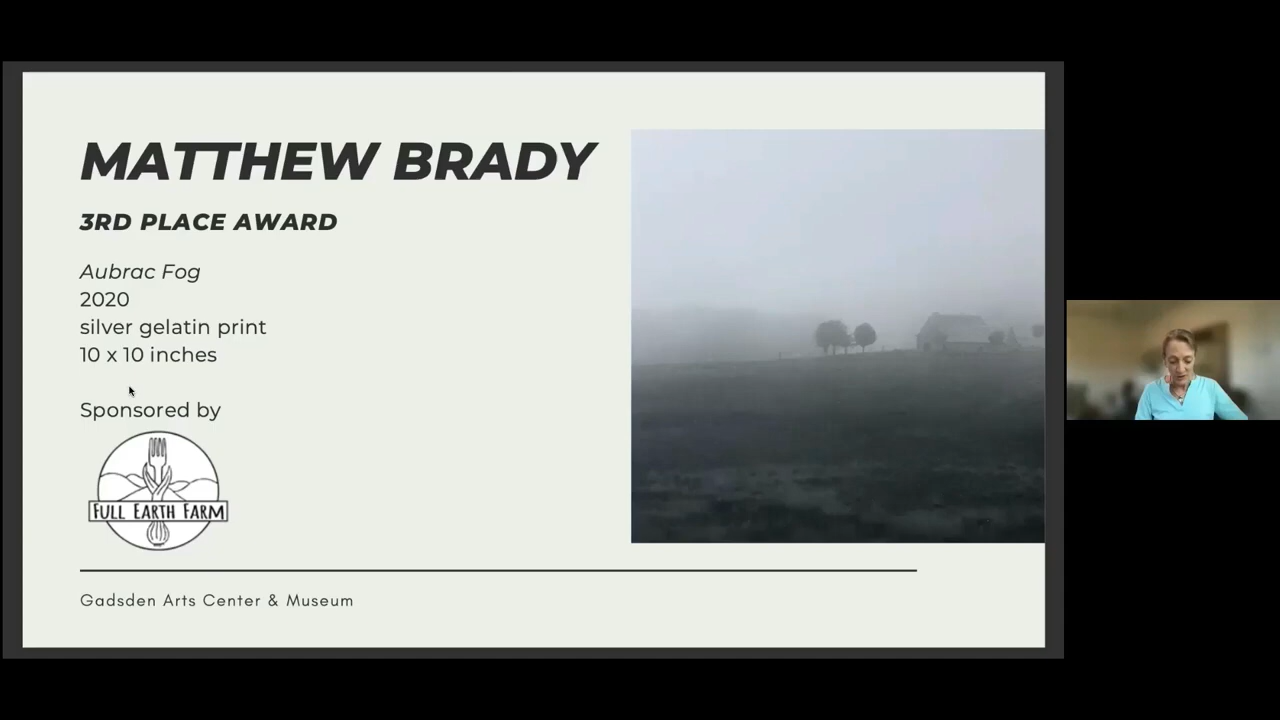 MATTHEW BRADY
3RD PLACE AWARD
Aubrac Fog
2020
silver gelatin print
10 x 10 inches
Sponsored by
FULL EARTH FARM
Gadsden Arts Center & Museum